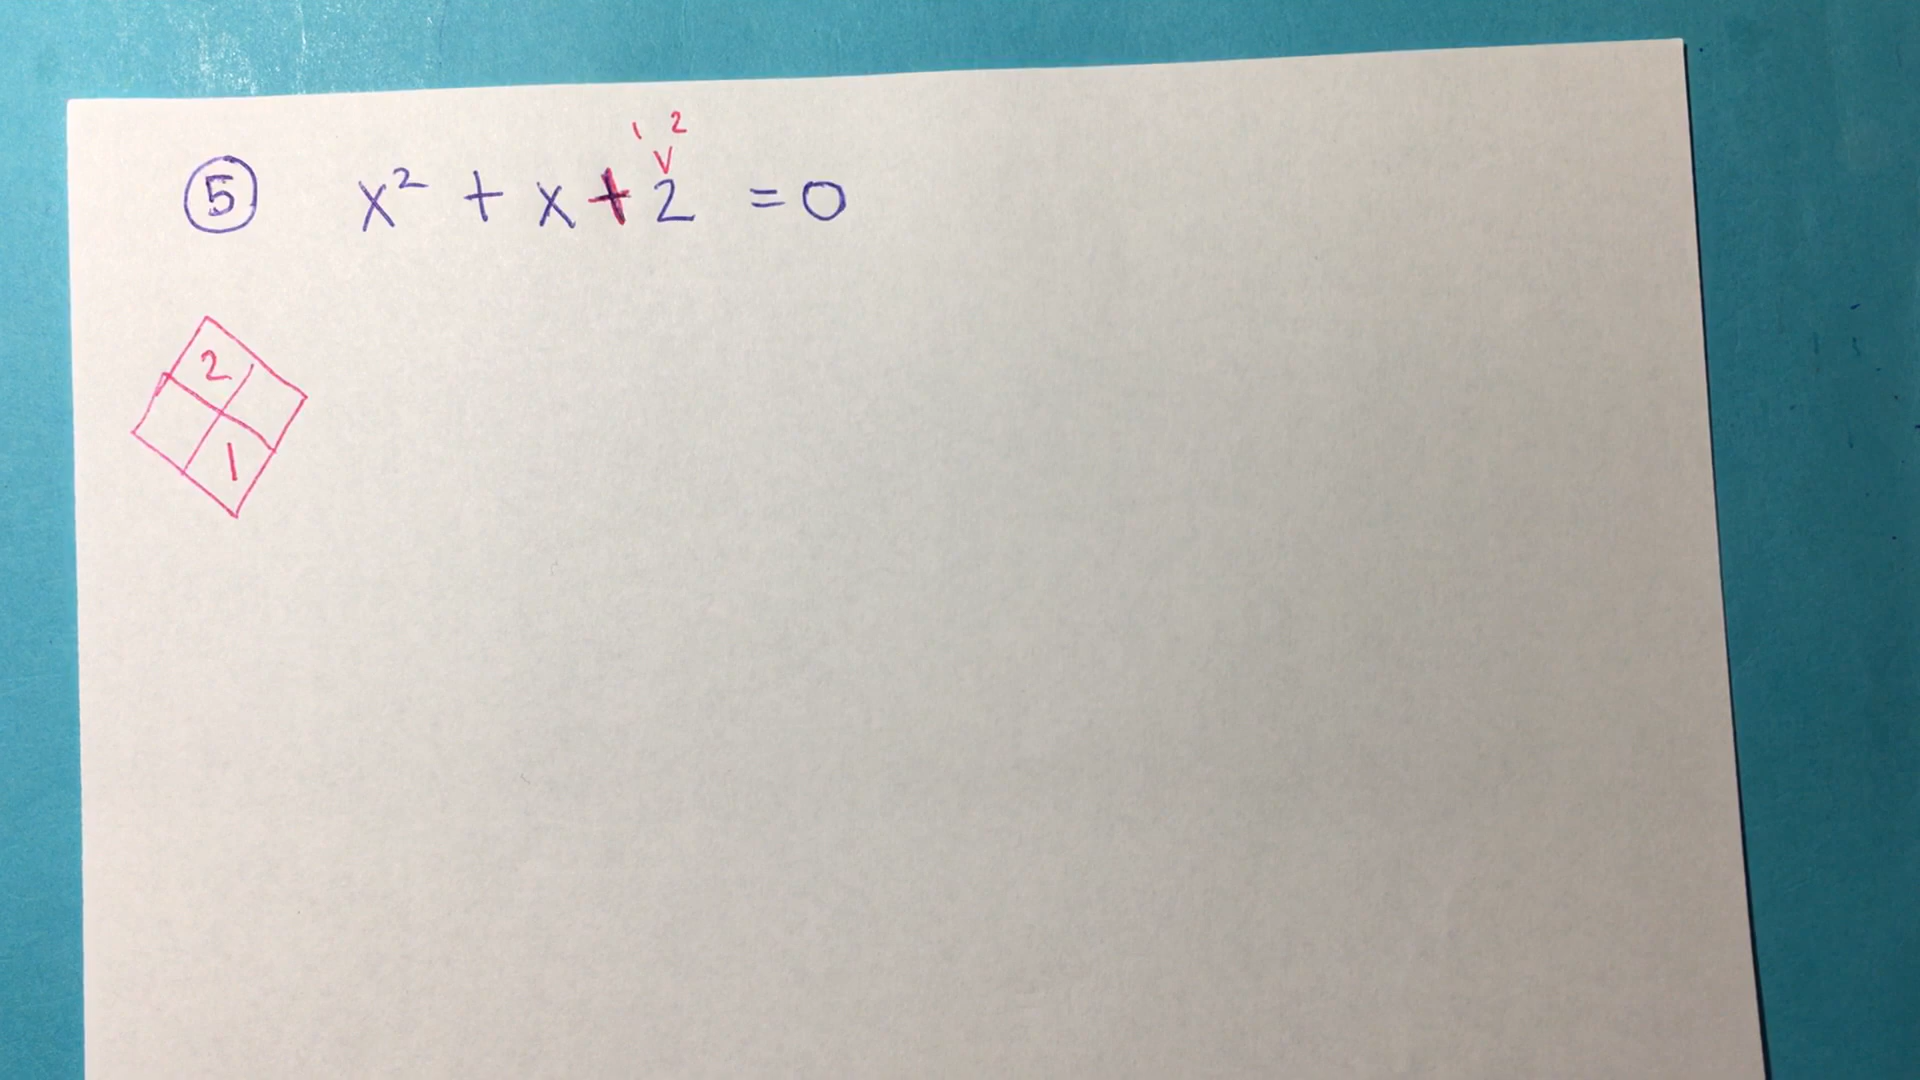 1 2
⑤ x² + x + 2 = 0
2
1